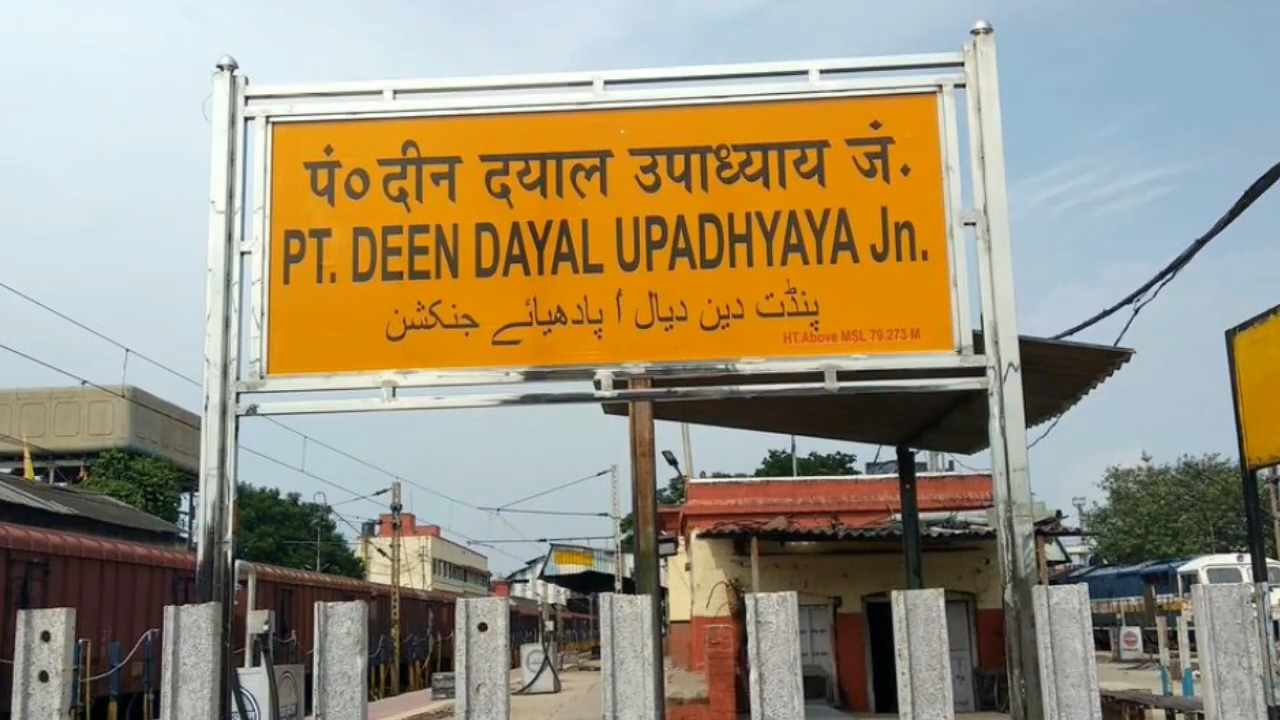 पं० दीन दयाल उपाध्याय जं.
PT. DEEN DAYAL UPADHYAYA Jn.
پنڈت دین دیال اُ پادھیائے جنکشن
HT.Above MSL 79.273 M